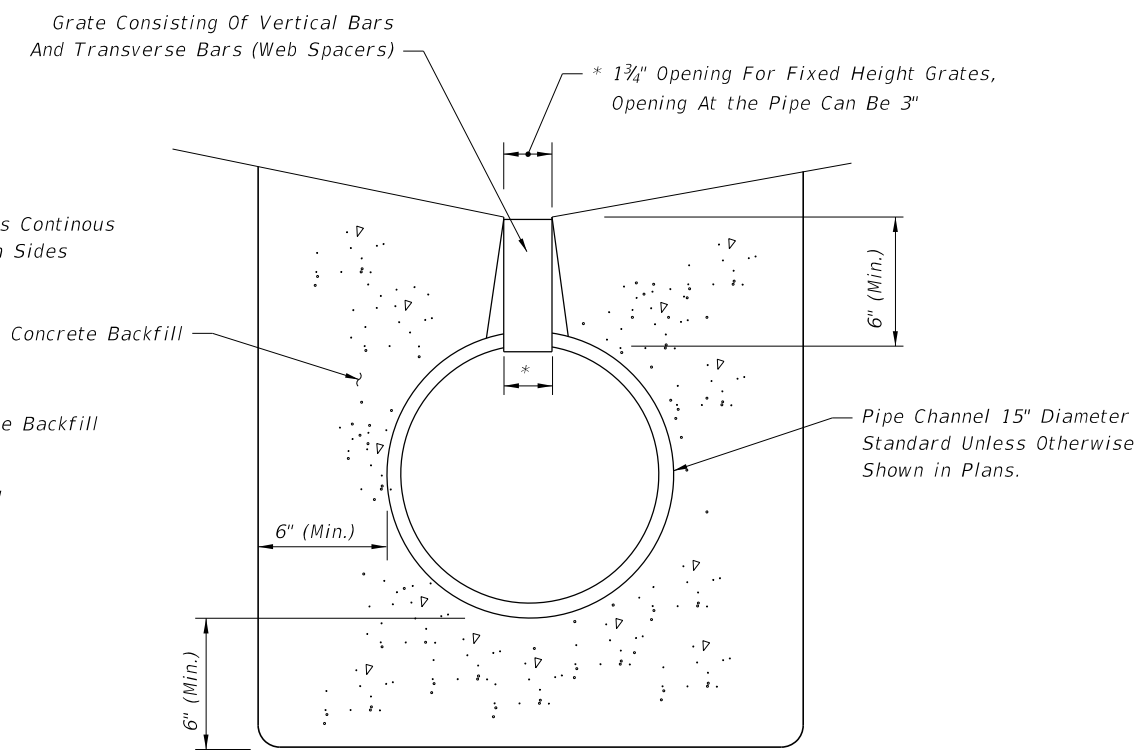 Grate Consisting Of Vertical Bars
And Transverse Bars (Web Spacers)
* 1¾" Opening For Fixed Height Grates,
Opening At the Pipe Can Be 3"
Continous
Sides
6" (Min.)
Concrete Backfill
*
Backfill
Pipe Channel 15" Diameter
Standard Unless Otherwise
Shown in Plans.
6" (Min.)
6" (Min.)